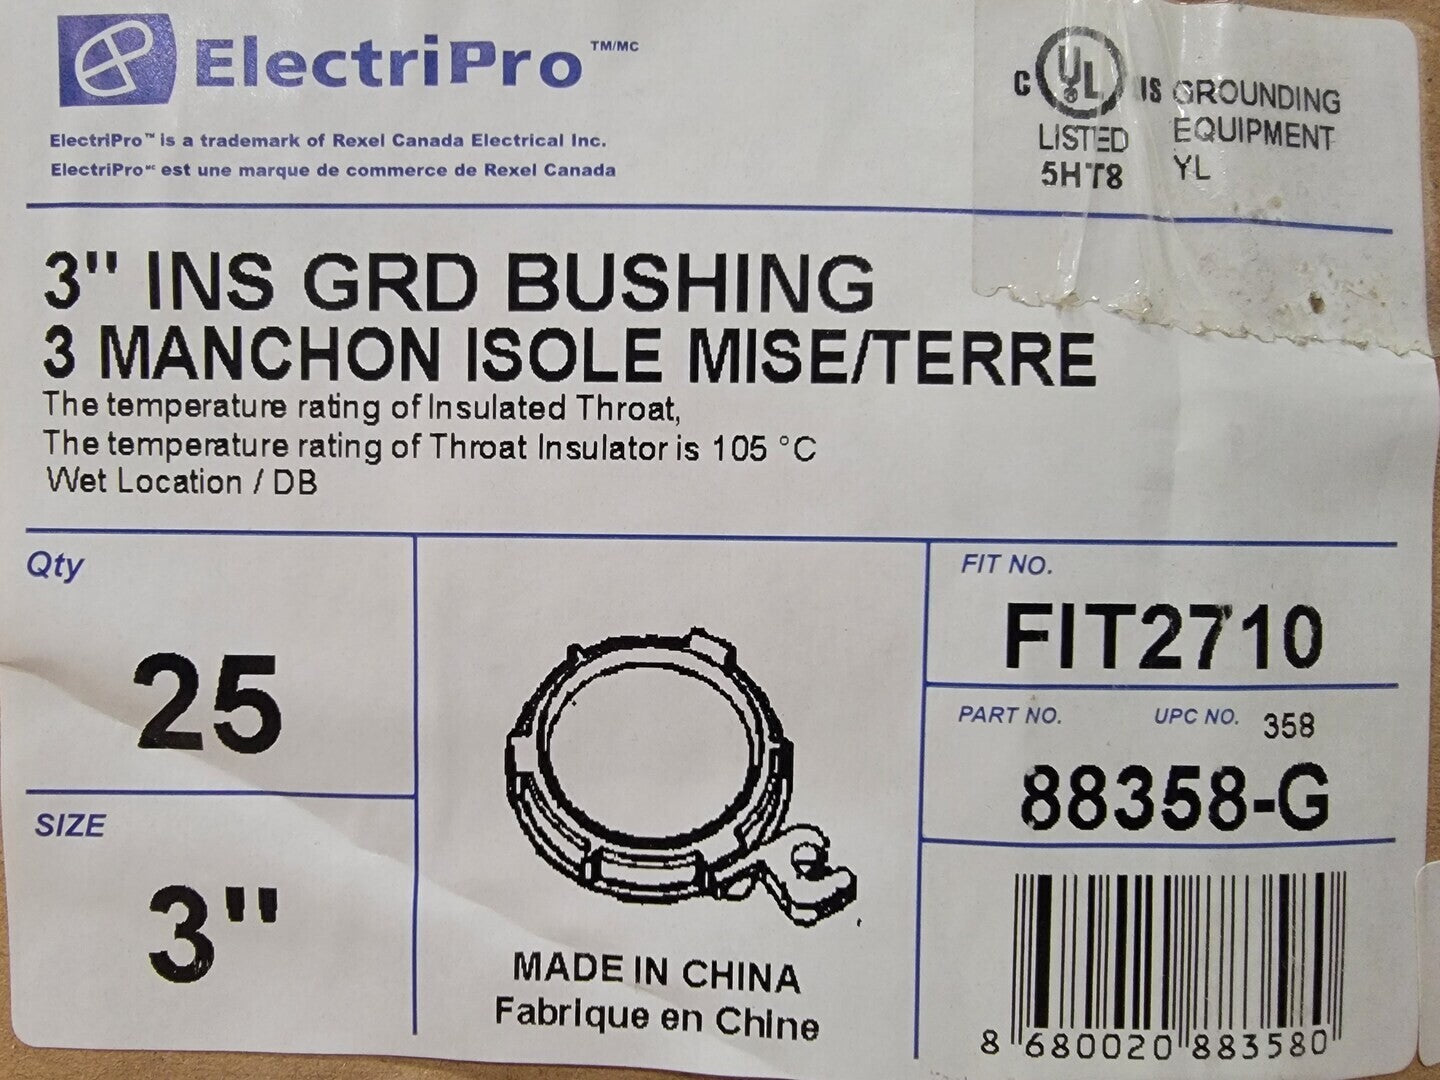 ElectriPro TM/MC
ElectriPro™ is a trademark of Rexel Canada Electrical Inc.
ElectriPro MC est une marque de commerce de Rexel Canada
C UL US GROUNDING
LISTED EQUIPMENT
5HT8 YL
3" INS GRD BUSHING
3 MANCHON ISOLE MISE/TERRE
The temperature rating of Insulated Throat,
The temperature rating of Throat Insulator is 105 °C
Wet Location / DB
Qty
25
SIZE
3"
MADE IN CHINA
Fabrique en Chine
FIT NO.
FIT2710
PART NO. UPC NO. 358
88358-G
8 680020 883580